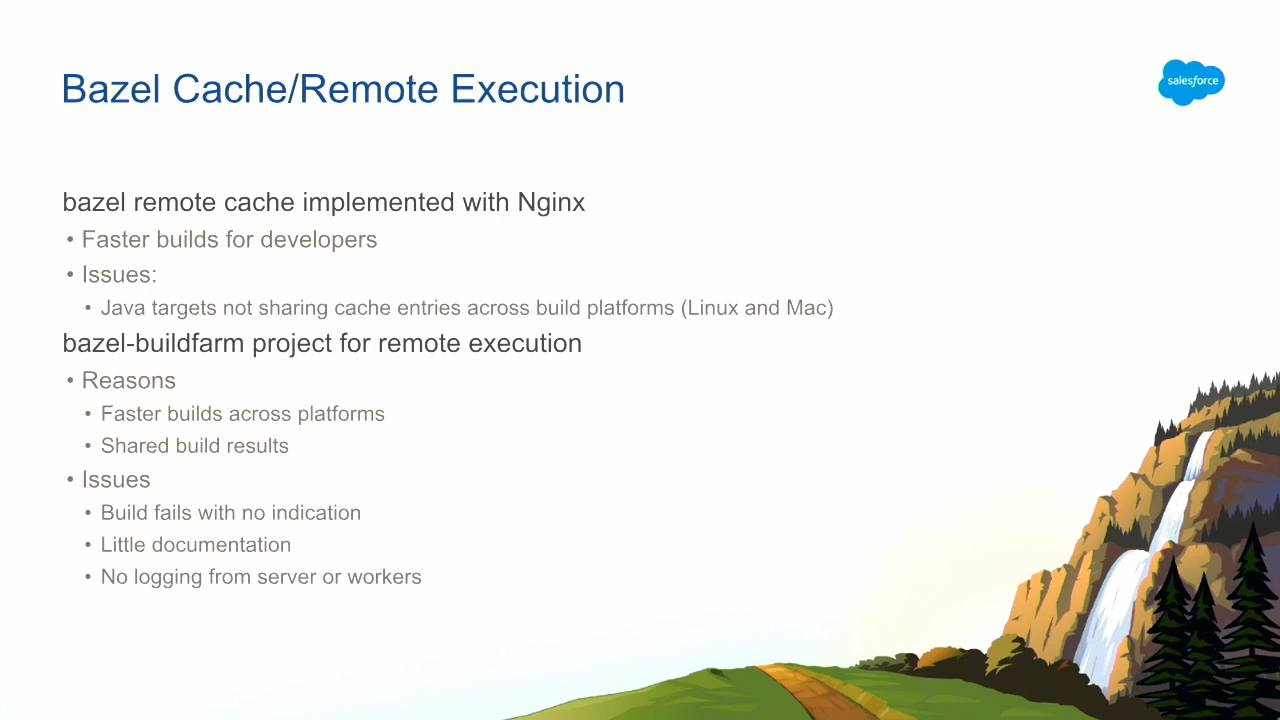 Bazel Cache/Remote Execution
salesforce
bazel remote cache implemented with Nginx
• Faster builds for developers
• Issues:
• Java targets not sharing cache entries across build platforms (Linux and Mac)
bazel-buildfarm project for remote execution
• Reasons
• Faster builds across platforms
• Shared build results
• Issues
• Build fails with no indication
• Little documentation
• No logging from server or workers